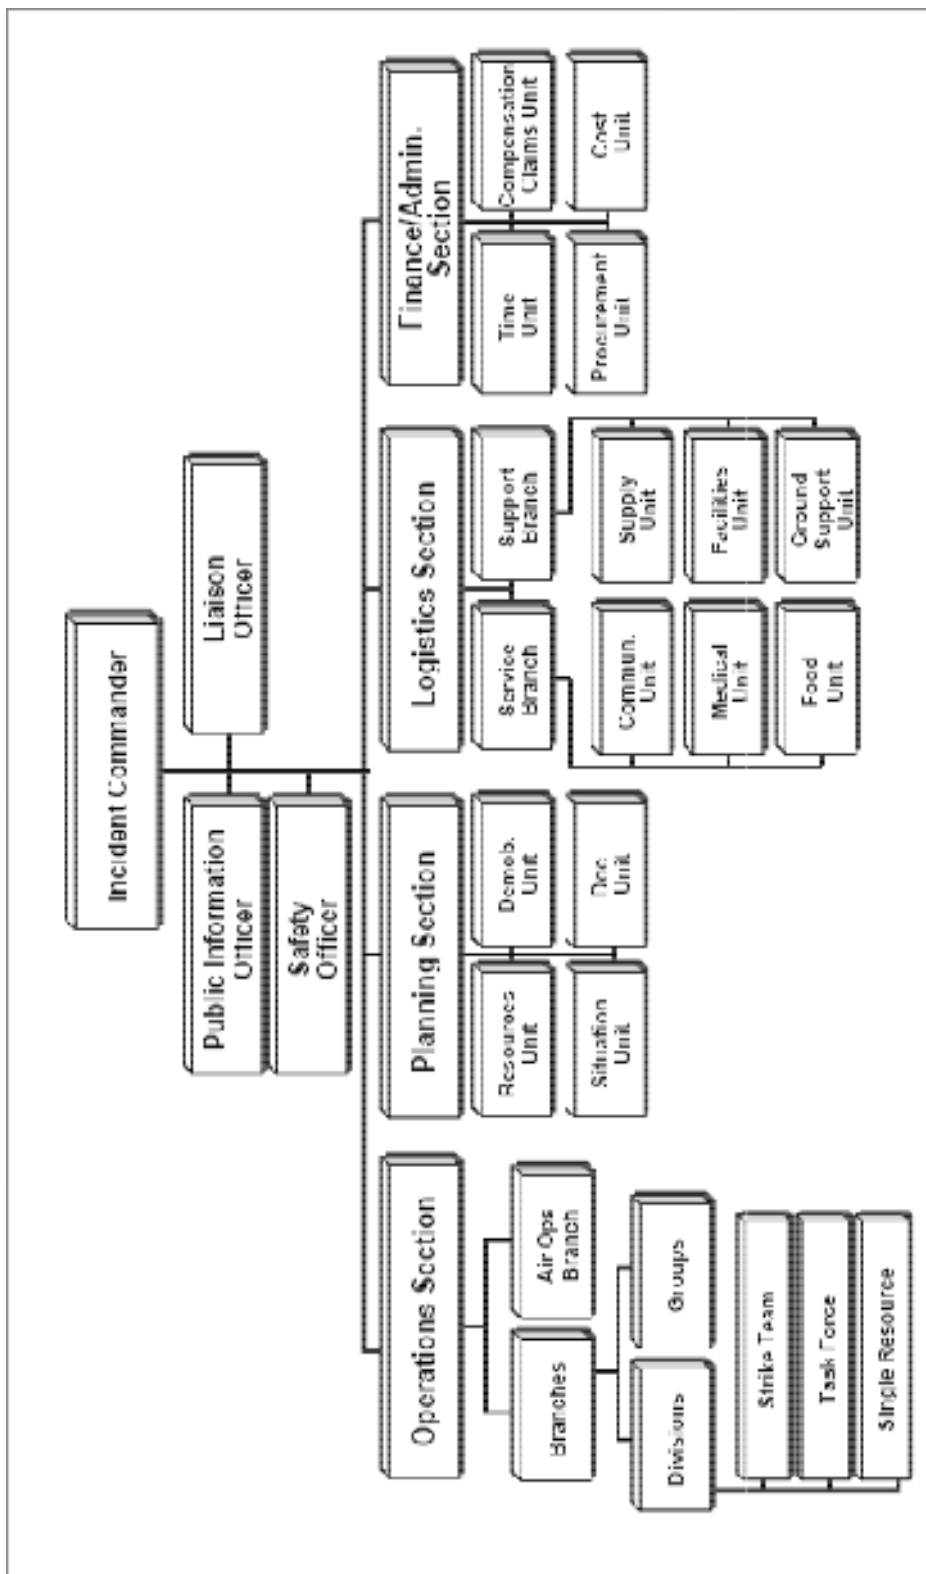 Incident Commander
Public Information
Officer
Liaison
Officer
Safety
Officer
Operations Section
Planning Section
Logistics Section
Finance/Admin.
Section
Branches
Air Ops
Branch
Divisions
Groups
Strike Team
Task Force
Single Resource
Resources
Unit
Demob.
Unit
Situation
Unit
Doc
Unit
Service
Branch
Support
Branch
Commun.
Unit
Supply
Unit
Medical
Unit
Facilities
Unit
Food
Unit
Ground
Support
Unit
Time
Unit
Compensation
Claims Unit
Procurement
Unit
Cost
Unit